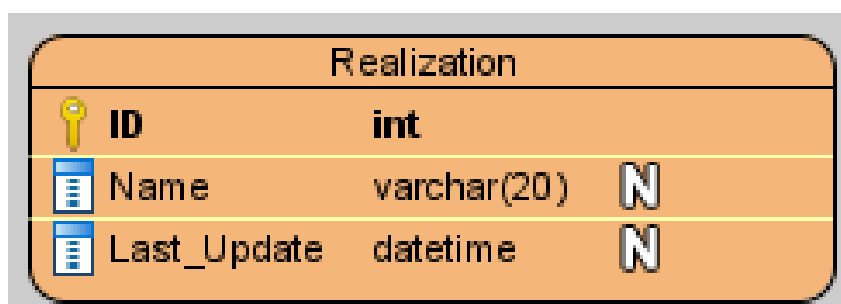 Realization
ID int
Name varchar(20) N
Last_Update datetime N